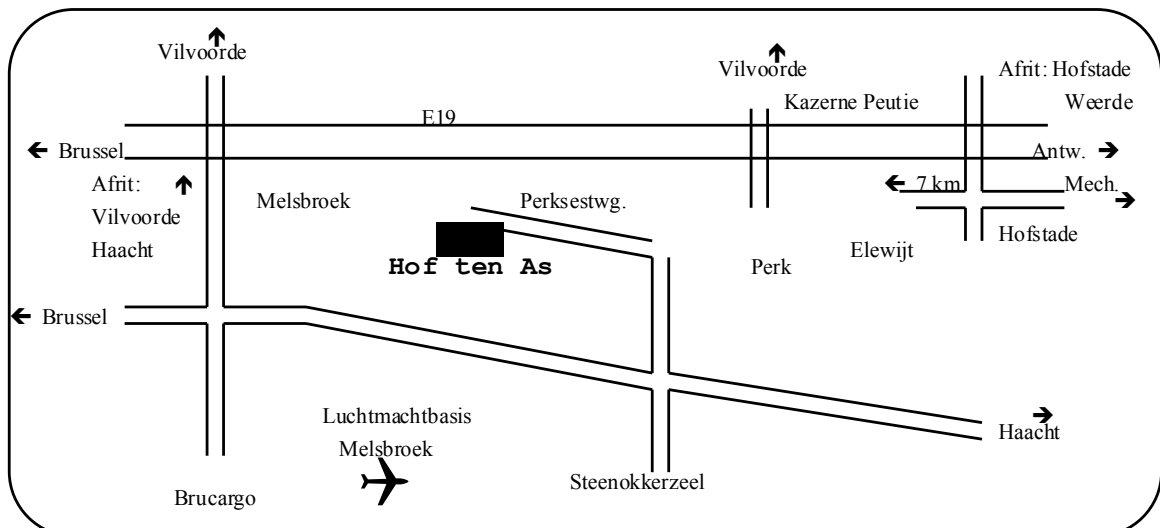 Vilvoorde
Vilvoorde
Afrit: Hofstade
Weerde
Kazerne Peutie
E19
Brussel
Antw.
Afrit:
Vilvoorde
Haacht
Melsbroek
Perksestwg.
7 km
Mech.
Hofstade
Elewijt
Perk
Hof ten As
Brussel
Luchtmachtbasis
Melsbroek
Haacht
Steenokkerzeel
Brucargo